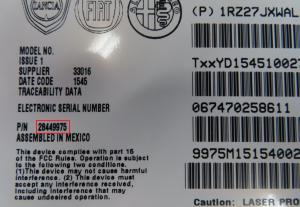 LANCIA
FIAT
(P) 1RZ27JXWAL
MODEL NO.
ISSUE 1
SUPPLIER 33016
DATE CODE 1545
TRACEABILITY DATA
TxxYD15451002
ELECTRONIC SERIAL NUMBER
067470258611
P/N 28449975
ASSEMBLED IN MEXICO
This device complies with part 15
of the FCC Rules. Operation is subject
to the following two conditions.
(1)This device may not cause harmful
interference. (2) This device must
accept any interference received,
including interference that may
cause undesired operation.
9975M15154002
Caution: LASER PRO